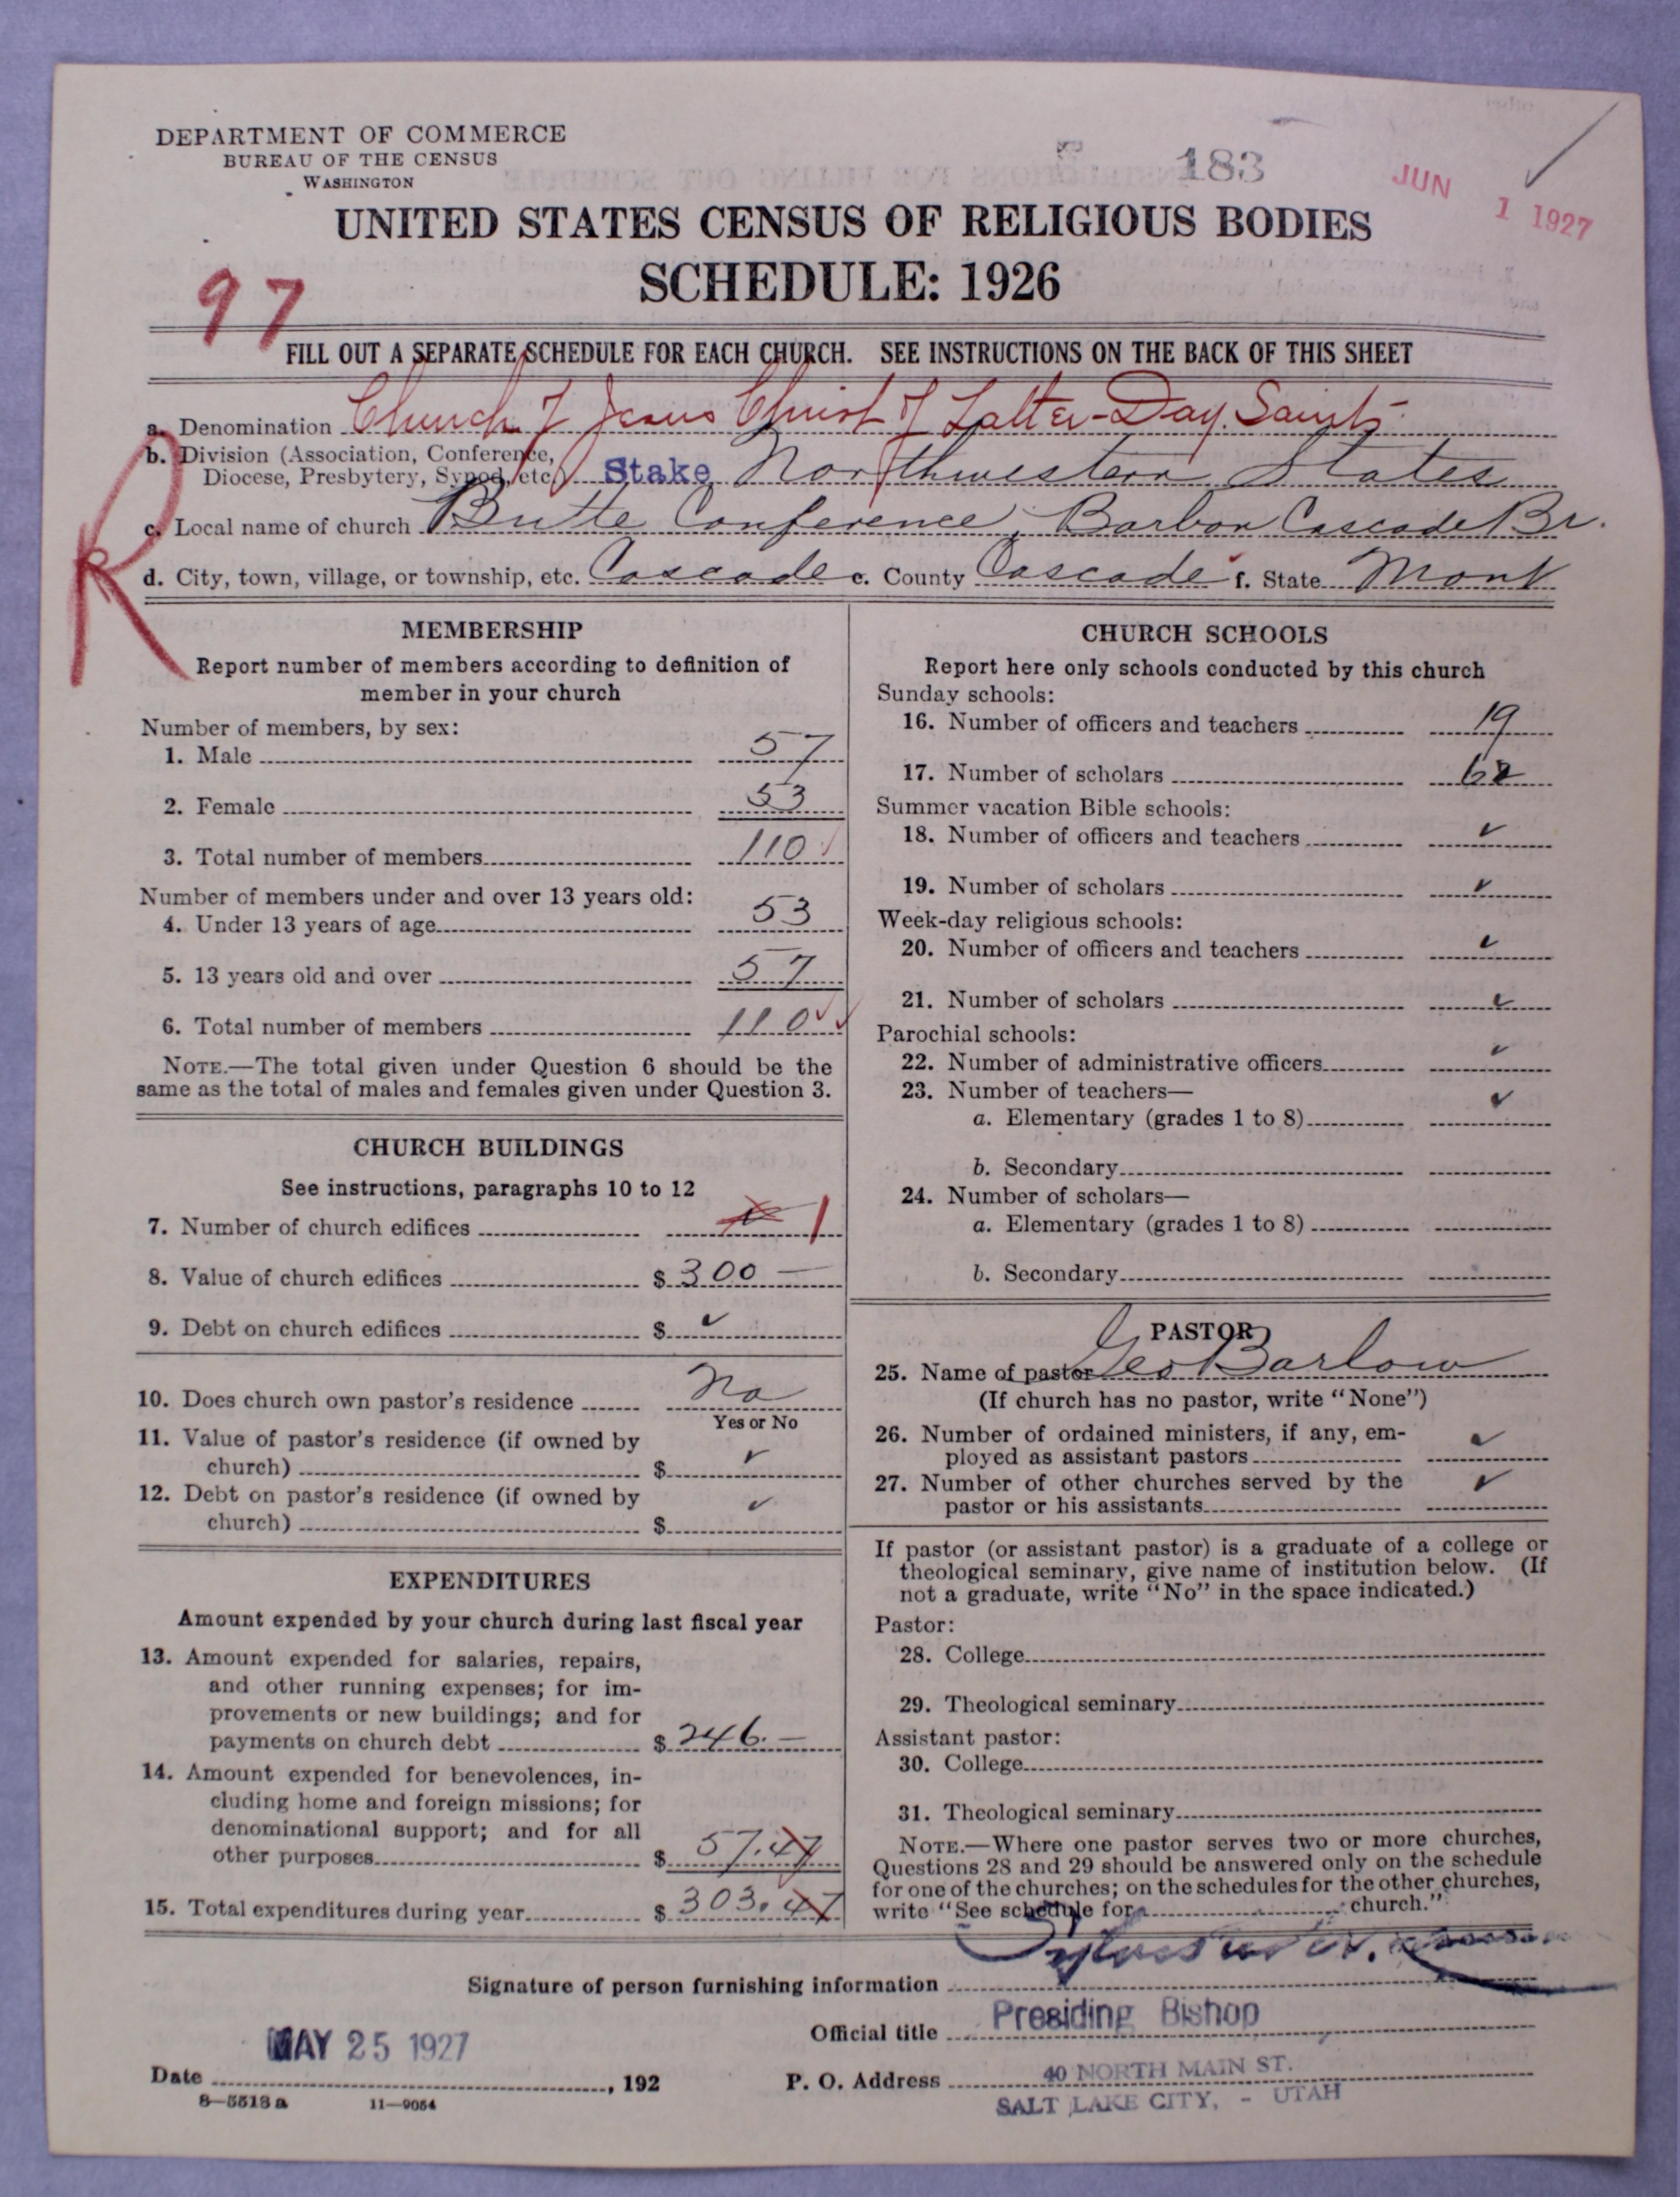 DEPARTMENT OF COMMERCE
BUREAU OF THE CENSUS
WASHINGTON
183
JUN 1 1927
UNITED STATES CENSUS OF RELIGIOUS BODIES
SCHEDULE: 1926
97
FILL OUT A SEPARATE SCHEDULE FOR EACH CHURCH. SEE INSTRUCTIONS ON THE BACK OF THIS SHEET
a. Denomination Church of Jesus Christ of Latter-Day Saints
b. Division (Association, Conference,
Diocese, Presbytery, Synod, etc.) Stake Northwestern States
c. Local name of church Butte Conference, Barbon Cascade Br.
d. City, town, village, or township, etc. Cascade e. County Cascade f. State Mont
R
MEMBERSHIP
Report number of members according to definition of
member in your church
Number of members, by sex:
1. Male 57
2. Female 53
3. Total number of members 110
Number of members under and over 13 years old:
4. Under 13 years of age 53
5. 13 years old and over 57
6. Total number of members 110
NOTE.—The total given under Question 6 should be the
same as the total of males and females given under Question 3.
CHURCH BUILDINGS
See instructions, paragraphs 10 to 12
7. Number of church edifices 1
8. Value of church edifices $ 300 —
9. Debt on church edifices $ ✓
10. Does church own pastor's residence No
Yes or No
11. Value of pastor's residence (if owned by
church) $ ✓
12. Debt on pastor's residence (if owned by
church) $ ✓
EXPENDITURES
Amount expended by your church during last fiscal year
13. Amount expended for salaries, repairs,
and other running expenses; for im-
provements or new buildings; and for
payments on church debt $ 246. —
14. Amount expended for benevolences, in-
cluding home and foreign missions; for
denominational support; and for all
other purposes $ 57.47
15. Total expenditures during year $ 303.47
CHURCH SCHOOLS
Report here only schools conducted by this church
Sunday schools:
16. Number of officers and teachers 19
17. Number of scholars
Summer vacation Bible schools:
18. Number of officers and teachers ✓
19. Number of scholars ✓
Week-day religious schools:
20. Number of officers and teachers ✓
21. Number of scholars ✓
Parochial schools:
22. Number of administrative officers ✓
23. Number of teachers—
a. Elementary (grades 1 to 8) ✓
b. Secondary
24. Number of scholars—
a. Elementary (grades 1 to 8)
b. Secondary
PASTOR
25. Name of pastor Geo Barlow
(If church has no pastor, write "None")
26. Number of ordained ministers, if any, em-
ployed as assistant pastors ✓
27. Number of other churches served by the
pastor or his assistants ✓
If pastor (or assistant pastor) is a graduate of a college or
theological seminary, give name of institution below. (If
not a graduate, write "No" in the space indicated.)
Pastor:
28. College
29. Theological seminary
Assistant pastor:
30. College
31. Theological seminary
NOTE.—Where one pastor serves two or more churches,
Questions 28 and 29 should be answered only on the schedule
for one of the churches; on the schedules for the other churches,
write "See schedule for church."
Signature of person furnishing information
Official title Presiding Bishop
MAY 25 1927
Date , 192
P. O. Address 40 NORTH MAIN ST.
SALT LAKE CITY, - UTAH
8—5518 a 11—9054